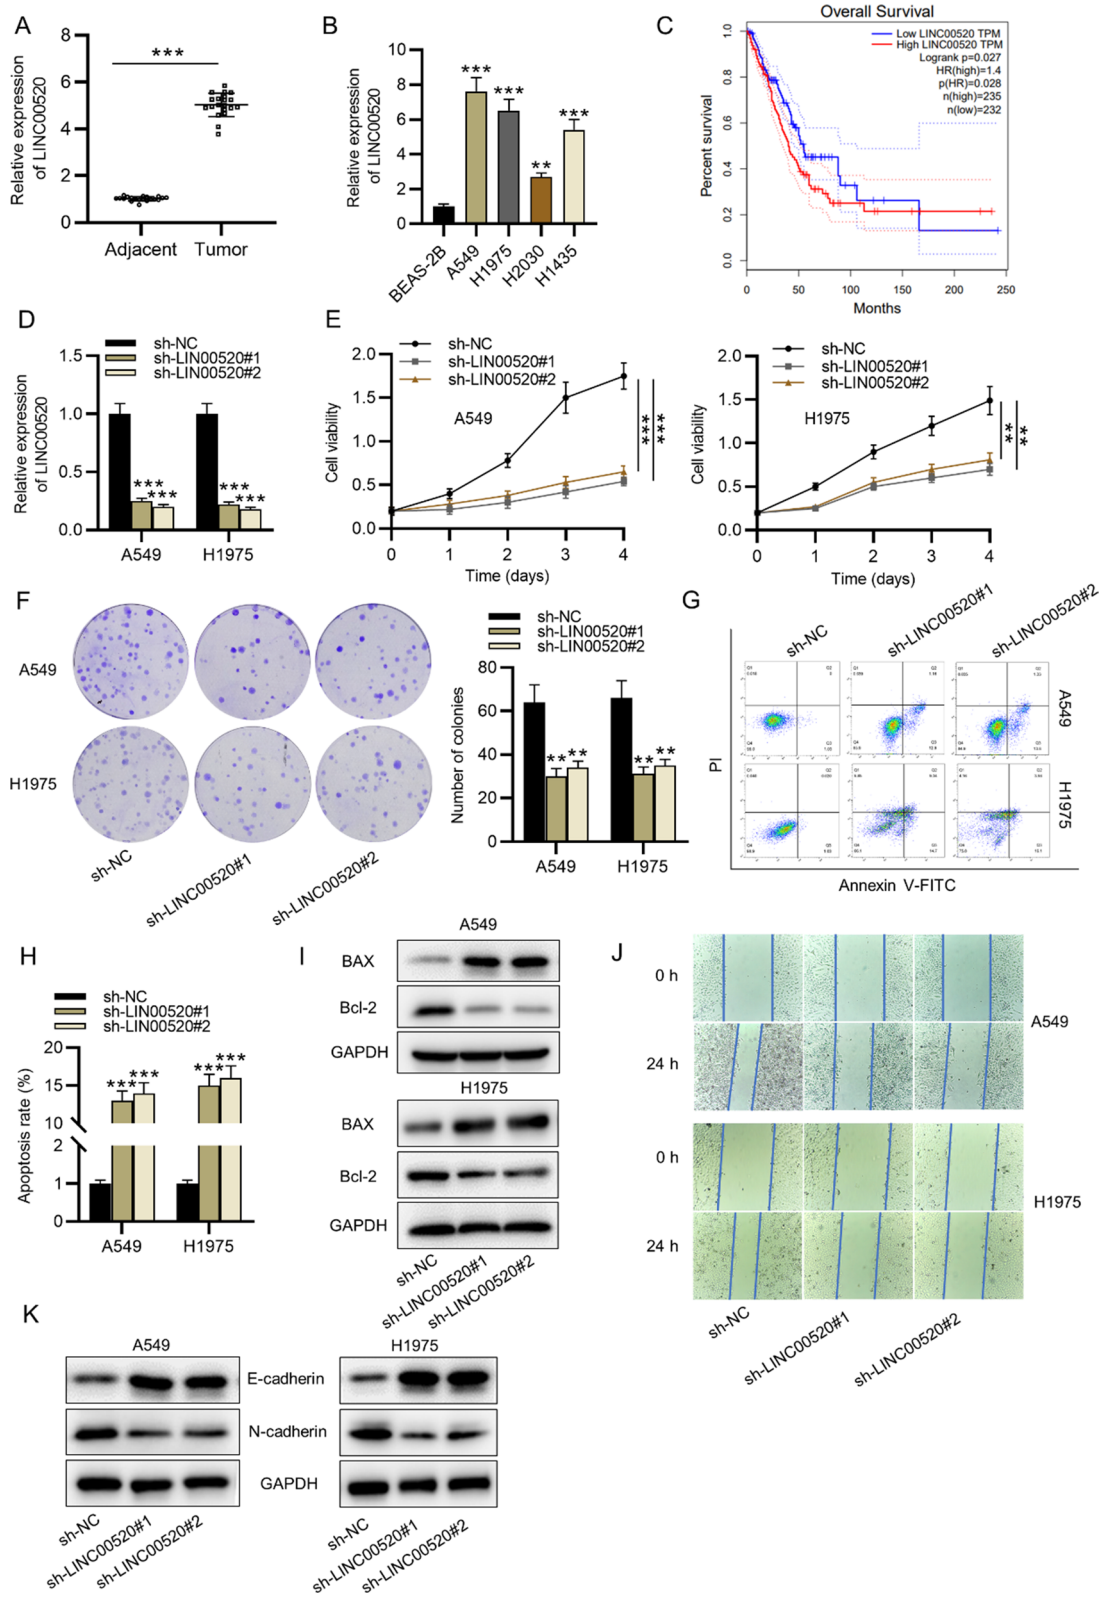 A
Relative expression
of LINC00520
8
6
4
2
0
***
Adjacent
Tumor
B
Relative expression
of LINC00520
10
8
6
4
2
0
***
***
**
***
BEAS-2B
A549
H1975
H2030
H1435
C
Overall Survival
Percent survival
1.0
0.8
0.6
0.4
0.2
0.0
Low LINC00520 TPM
High LINC00520 TPM
Logrank p=0.027
HR(high)=1.4
p(HR)=0.028
n(high)=235
n(low)=232
0
50
100
150
200
250
Months
D
sh-NC
sh-LIN00520#1
sh-LIN00520#2
Relative expression
of LINC00520
1.5
1.0
0.5
0.0
***
***
***
***
A549
H1975
E
sh-NC
sh-LIN00520#1
sh-LIN00520#2
Cell viability
2.0
1.5
1.0
0.5
0.0
A549
***
***
0
1
2
3
4
Time (days)
sh-NC
sh-LIN00520#1
sh-LIN00520#2
Cell viability
2.0
1.5
1.0
0.5
0.0
H1975
**
**
0
1
2
3
4
Time (days)
F
A549
H1975
sh-NC
sh-LINC00520#1
sh-LINC00520#2
sh-NC
sh-LIN00520#1
sh-LIN00520#2
Number of colonies
80
60
40
20
0
**
**
**
**
A549
H1975
G
sh-NC
sh-LINC00520#1
sh-LINC00520#2
A549
H1975
PI
Annexin V-FITC
H
sh-NC
sh-LIN00520#1
sh-LIN00520#2
Apoptosis rate (%)
20
15
10
2
1
0
***
***
***
***
A549
H1975
I
A549
BAX
Bcl-2
GAPDH
H1975
BAX
Bcl-2
GAPDH
sh-NC
sh-LINC00520#1
sh-LINC00520#2
J
0 h
24 h
A549
0 h
24 h
H1975
sh-NC
sh-LINC00520#1
sh-LINC00520#2
K
A549
H1975
E-cadherin
N-cadherin
GAPDH
sh-NC
sh-LINC00520#1
sh-LINC00520#2
sh-NC
sh-LINC00520#1
sh-LINC00520#2